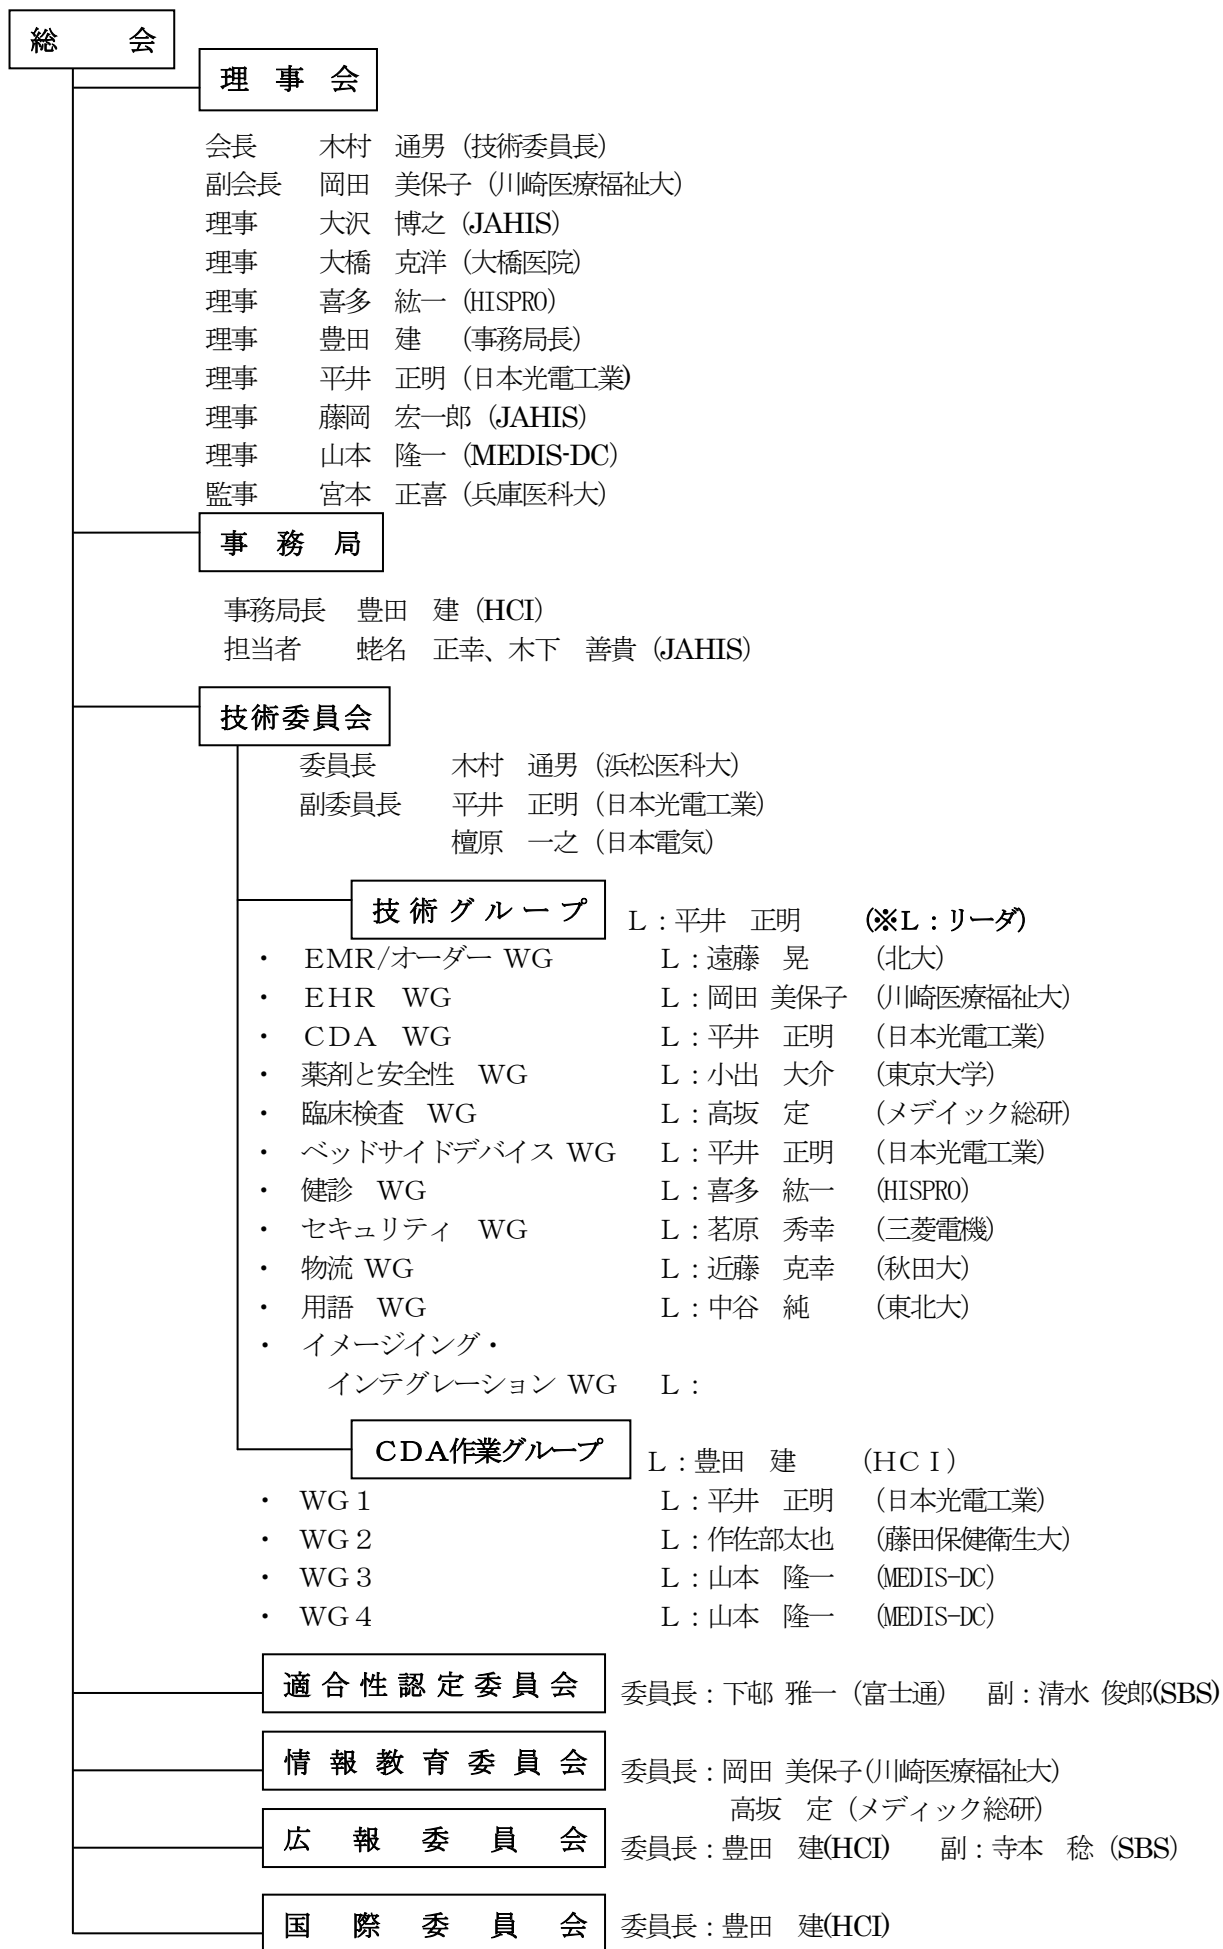 総　　会
理 事 会
会長　　木村　通男（技術委員長）
副会長　岡田　美保子（川崎医療福祉大）
理事　　大沢　博之（JAHIS）
理事　　大橋　克洋（大橋医院）
理事　　喜多　紘一（HISPRO）
理事　　豊田　建　（事務局長）
理事　　平井　正明（日本光電工業)
理事　　藤岡　宏一郎（JAHIS）
理事　　山本　隆一（MEDIS-DC）
監事　　宮本　正喜（兵庫医科大）
事 務 局
事務局長　豊田　建（HCI）
担当者　　蛯名　正幸、木下　善貴（JAHIS）
技術委員会
委員長　　木村　通男（浜松医科大）
副委員長　平井　正明（日本光電工業）
檀原　一之（日本電気）
技術グループ　L：平井　正明　(※L：リーダ)
・　EMR/オーダー WG　L：遠藤　晃　（北大）
・　EHR　WG　L：岡田 美保子　（川崎医療福祉大）
・　CDA　WG　L：平井　正明　（日本光電工業）
・　薬剤と安全性　WG　L：小出　大介　（東京大学）
・　臨床検査　WG　L：高坂　定　（メデイック総研）
・　ベッドサイドデバイス WG　L：平井　正明　（日本光電工業）
・　健診　WG　L：喜多　紘一　（HISPRO）
・　セキュリティ　WG　L：茗原　秀幸　（三菱電機）
・　物流 WG　L：近藤　克幸　（秋田大）
・　用語　WG　L：中谷　純　（東北大）
・　イメージイング・
インテグレーション WG　L：
CDA作業グループ　L：豊田　建　（HCI）
・　WG１　L：平井　正明　（日本光電工業）
・　WG２　L：作佐部太也　（藤田保健衛生大）
・　WG３　L：山本　隆一　（MEDIS-DC）
・　WG４　L：山本　隆一　（MEDIS-DC）
適合性認定委員会　委員長：下邨 雅一（富士通）　副：清水 俊郎(SBS)
情報教育委員会　委員長：岡田 美保子(川崎医療福祉大）
高坂　定（メディック総研）
広報委員会　委員長：豊田　建(HCI)　副：寺本　稔（SBS）
国際委員会　委員長：豊田　建(HCI)